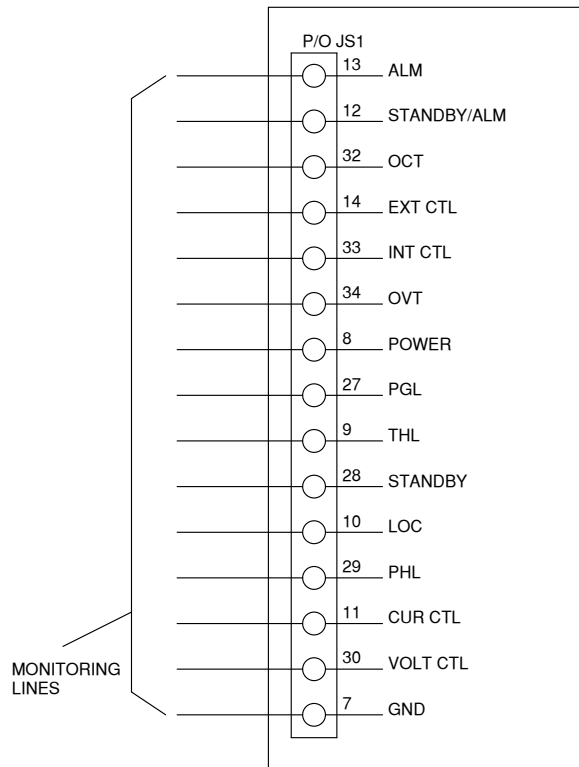 P/O JS1
13 ALM
12 STANDBY/ALM
32 OCT
14 EXT CTL
33 INT CTL
34 OVT
8 POWER
27 PGL
9 THL
28 STANDBY
10 LOC
29 PHL
11 CUR CTL
30 VOLT CTL
7 GND
MONITORING
LINES